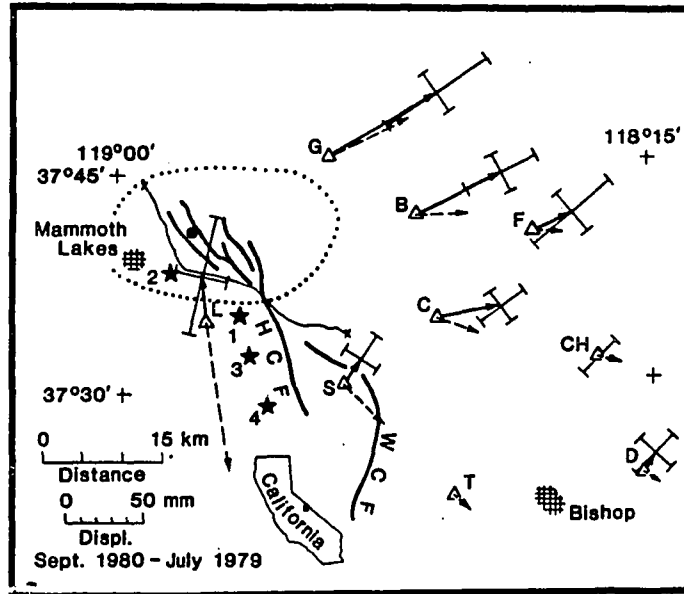 G
118°15'
119°00'
37°45'
B
F
Mammoth
Lakes
2
L
1
H
C
F
C
CH
3
S
37°30'
4
W
C
F
D
0 15 km
Distance
T
0 50 mm
Displ.
California
Bishop
Sept. 1980 – July 1979